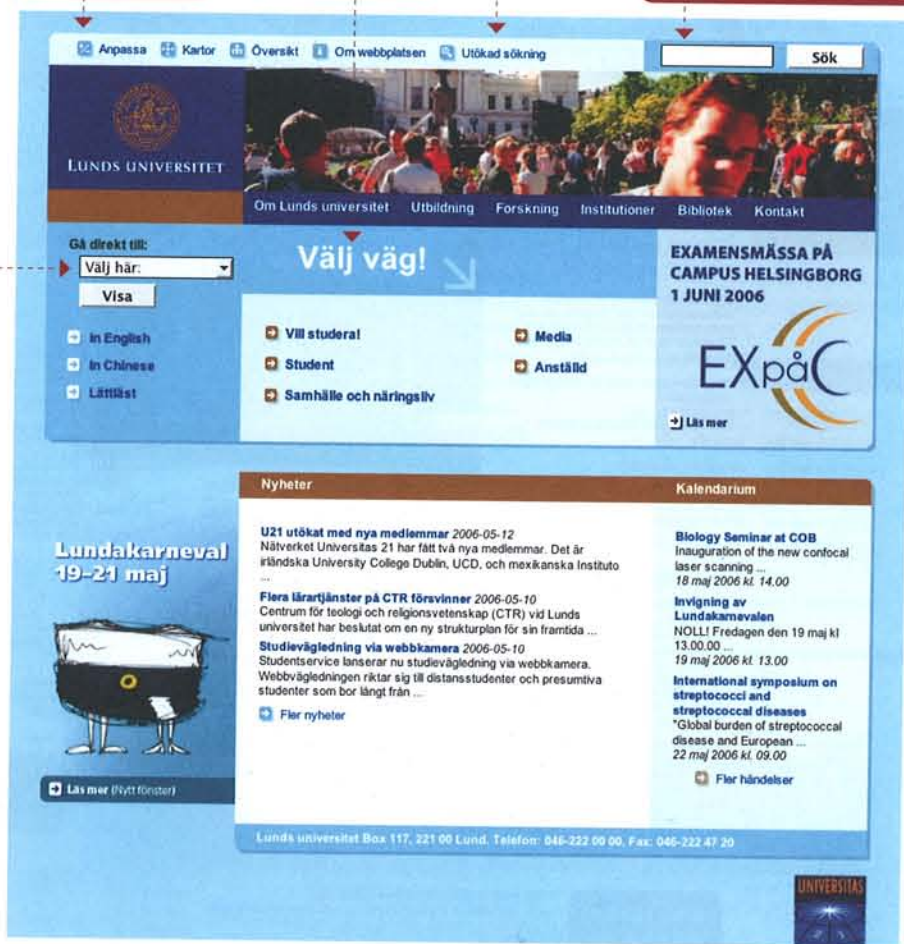 Anpassa Kartor Översikt Om webbplatsen Utökad sökning Sök
LUNDS UNIVERSITET
Om Lunds universitet Utbildning Forskning Institutioner Bibliotek Kontakt
Gå direkt till:
Välj här:
Visa
In English
In Chinese
Lättläst
Välj väg!
Vill studera!
Student
Samhälle och näringsliv
Media
Anställd
EXAMENSMÄSSA PÅ
CAMPUS HELSINGBORG
1 JUNI 2006
EXpåC
Läs mer
Lundakarneval
19-21 maj
Läs mer (Nytt fönster)
Nyheter
U21 utökat med nya medlemmar 2006-05-12
Nätverket Universitas 21 har fått två nya medlemmar. Det är
irländska University College Dublin, UCD, och mexikanska Instituto
...
Flera lärartjänster på CTR försvinner 2006-05-10
Centrum för teologi och religionsvetenskap (CTR) vid Lunds
universitet har beslutat om en ny strukturplan för sin framtida ...
Studievägledning via webbkamera 2006-05-10
Studentservice lanserar nu studievägledning via webbkamera.
Webbvägledningen riktar sig till distansstudenter och presumtiva
studenter som bor långt från ...
Fler nyheter
Kalendarium
Biology Seminar at COB
Inauguration of the new confocal
laser scanning ...
18 maj 2006 kl. 14.00
Invigning av
Lundakarnevalen
NOLL! Fredagen den 19 maj kl
13.00.00 ...
19 maj 2006 kl. 13.00
International symposium on
streptococci and
streptococcal diseases
"Global burden of streptococcal
disease and European ...
22 maj 2006 kl. 09.00
Fler händelser
Lunds universitet Box 117, 221 00 Lund. Telefon: 046-222 00 00, Fax: 046-222 47 20
UNIVERSITAS